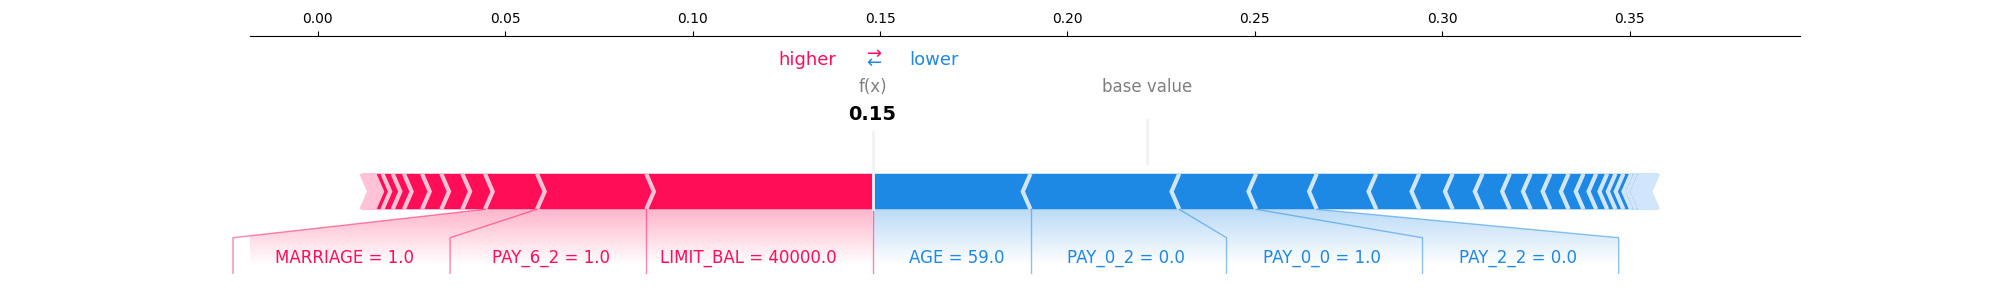 0.00 0.05 0.10 0.15 0.20 0.25 0.30 0.35
higher ⇄ lower
f(x) base value
0.15
MARRIAGE = 1.0 PAY_6_2 = 1.0 LIMIT_BAL = 40000.0 AGE = 59.0 PAY_0_2 = 0.0 PAY_0_0 = 1.0 PAY_2_2 = 0.0